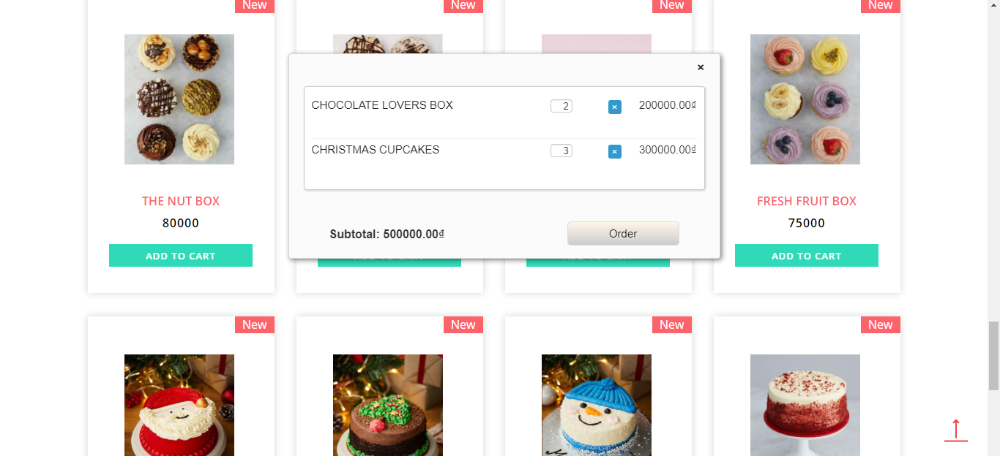 New
New
New
New
×
CHOCOLATE LOVERS BOX 2 × 200000.00₫
CHRISTMAS CUPCAKES 3 × 300000.00₫
Subtotal: 500000.00₫ Order
THE NUT BOX
80000
ADD TO CART
FRESH FRUIT BOX
75000
ADD TO CART
New
New
New
New